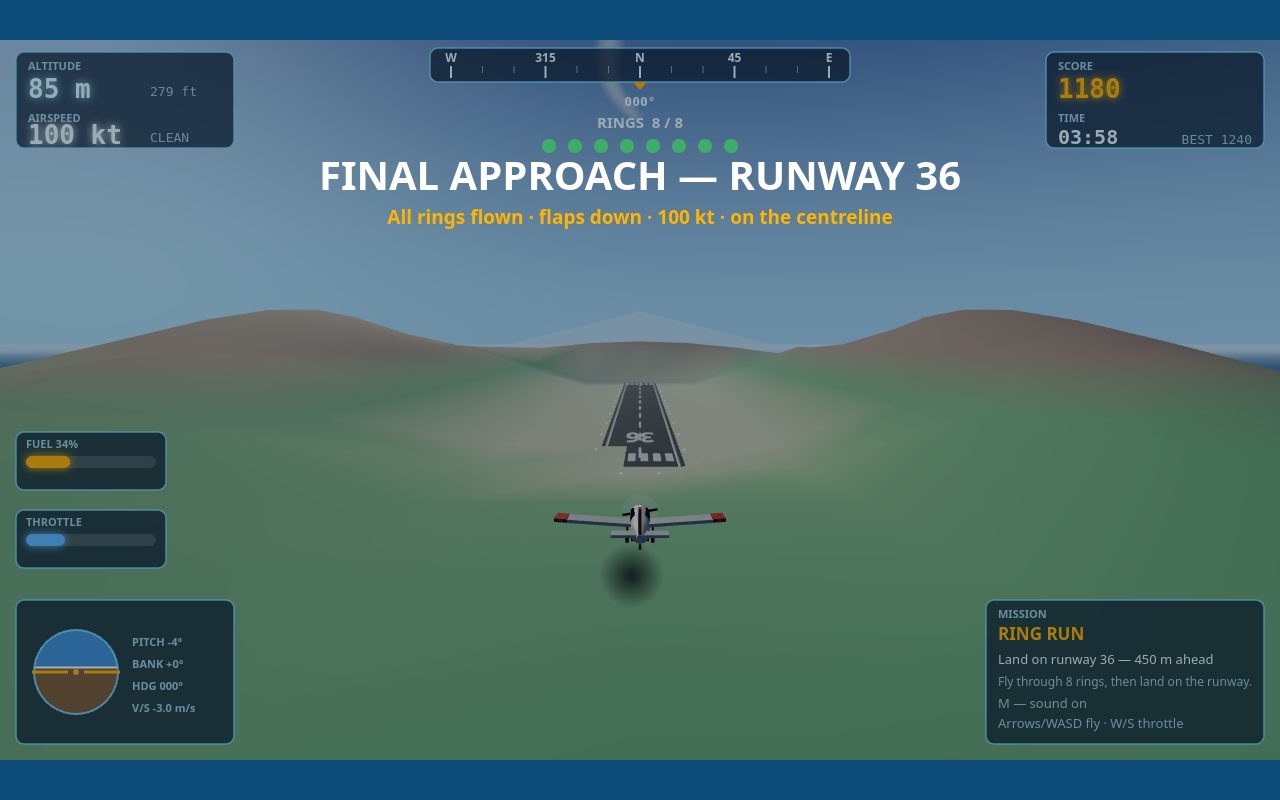 ALTITUDE
85 m 279 ft
AIRSPEED
100 kt CLEAN
W 315 N 45 E
000°
RINGS 8 / 8
SCORE
1180
TIME
03:58 BEST 1240
FINAL APPROACH — RUNWAY 36
All rings flown · flaps down · 100 kt · on the centreline
36
FUEL 34%
THROTTLE
PITCH -4°
BANK +0°
HDG 000°
V/S -3.0 m/s
MISSION
RING RUN
Land on runway 36 — 450 m ahead
Fly through 8 rings, then land on the runway.
M — sound on
Arrows/WASD fly · W/S throttle